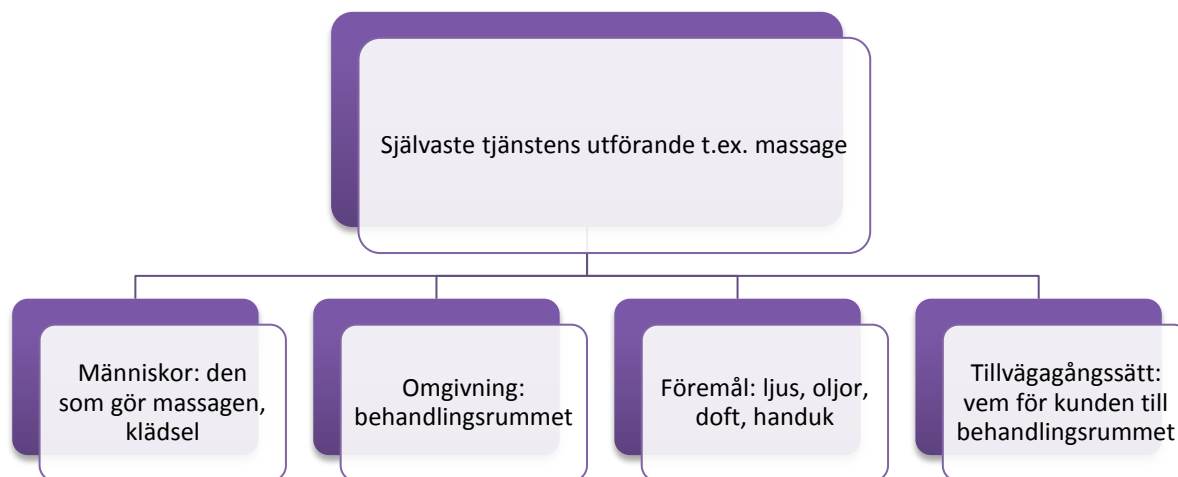 Självaste tjänstens utförande t.ex. massage
Människor: den
som gör massagen,
klädsel
Omgivning:
behandlingsrummet
Föremål: ljus, oljor,
doft, handuk
Tillvägagångssätt:
vem för kunden till
behandlingsrummet